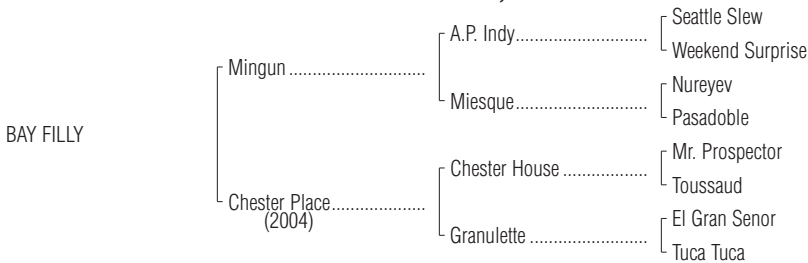 Seattle Slew
A.P. Indy............................
Weekend Surprise
Mingun.............................
Nureyev
Miesque............................
Pasadoble
BAY FILLY
Mr. Prospector
Chester House..................
Toussaud
Chester Place....................
(2004)
El Gran Senor
Granulette.........................
Tuca Tuca